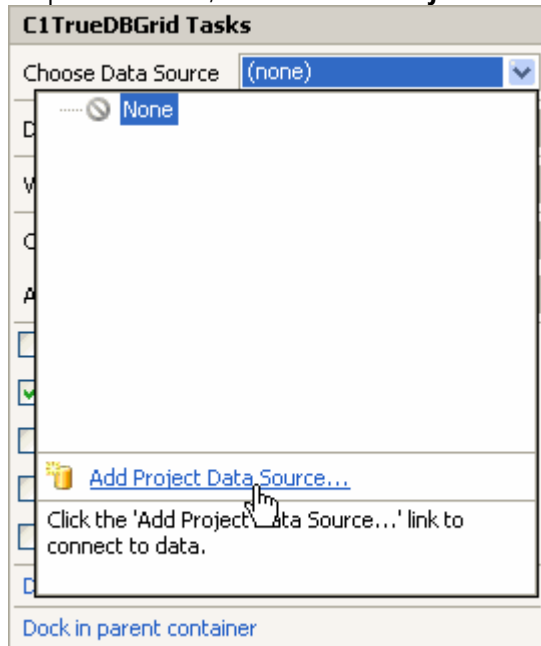 C1TrueDBGrid Tasks
Choose Data Source (none)
None
D
V
C
A
Add Project Data Source...
Click the 'Add Project Data Source...' link to
connect to data.
D
Dock in parent container